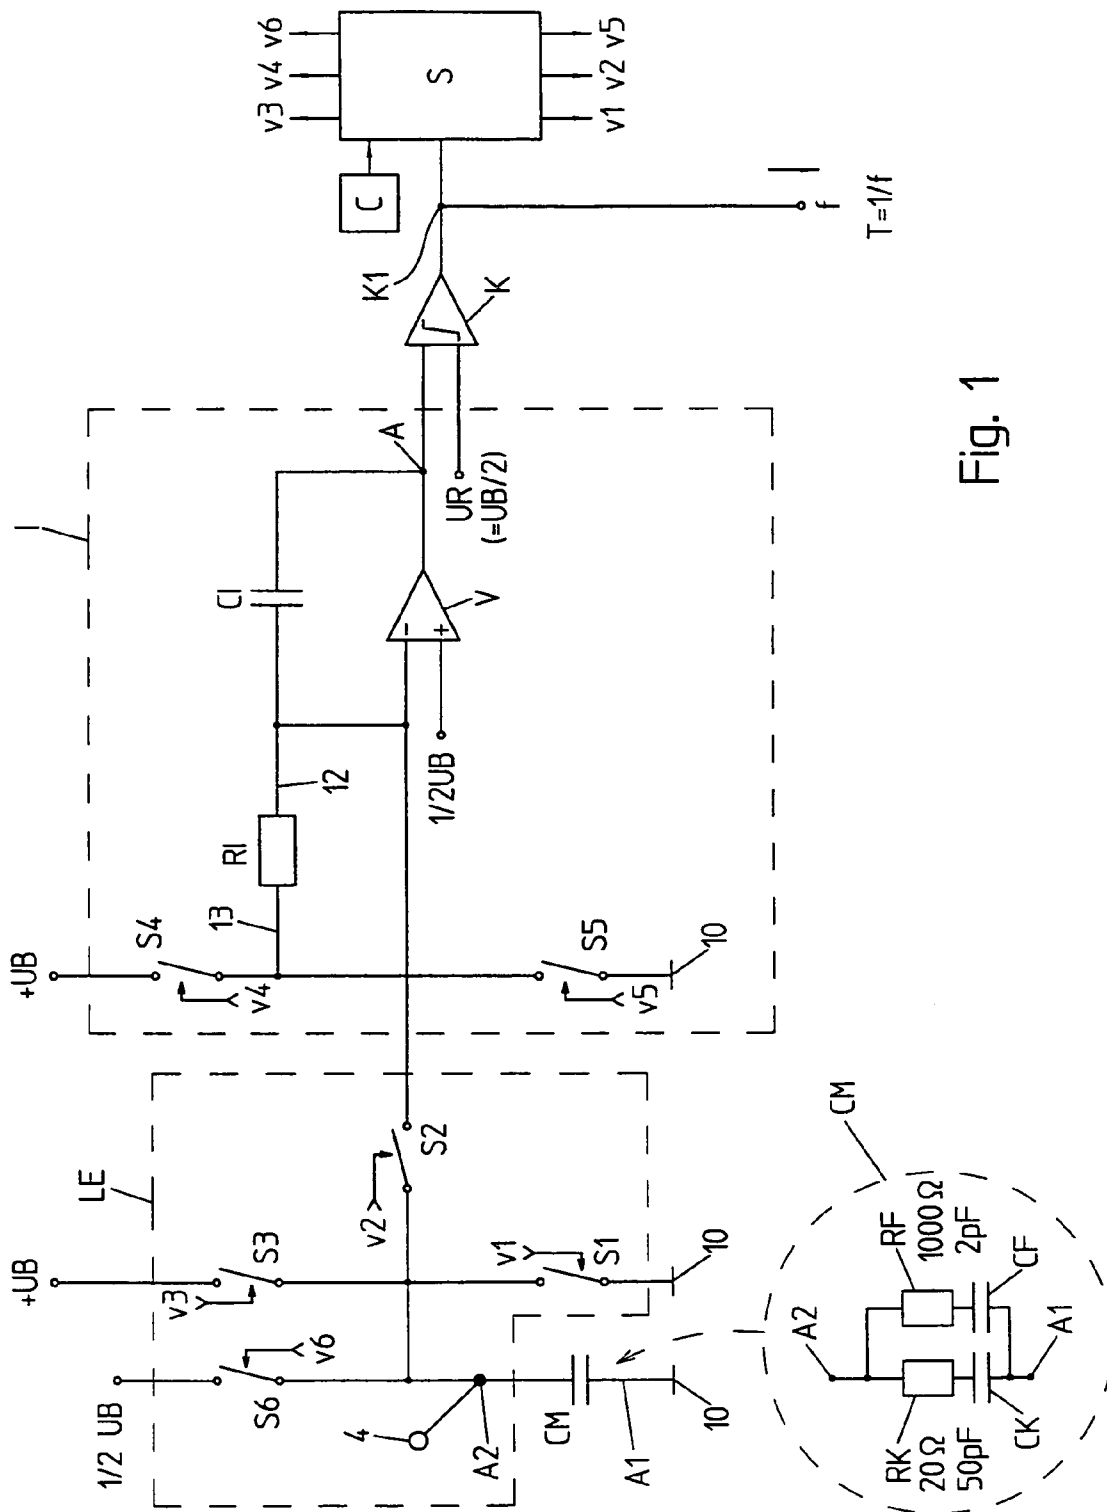 +UB
+UB
1/2 UB
I
LE
S4
v4
13
RI
12
CI
A
S5
v5
10
1/2UB
V
-
+
UR
(=UB/2)
K
K1
C
S
v3 v4 v6
v1 v2 v5
f
T=1/f
S3
v3
S6
v6
v2
S2
v1
S1
10
4
A2
CM
A1
10
CM
A2
RK
20Ω
50pF
CK
RF
1000Ω
2pF
CF
A1
Fig. 1